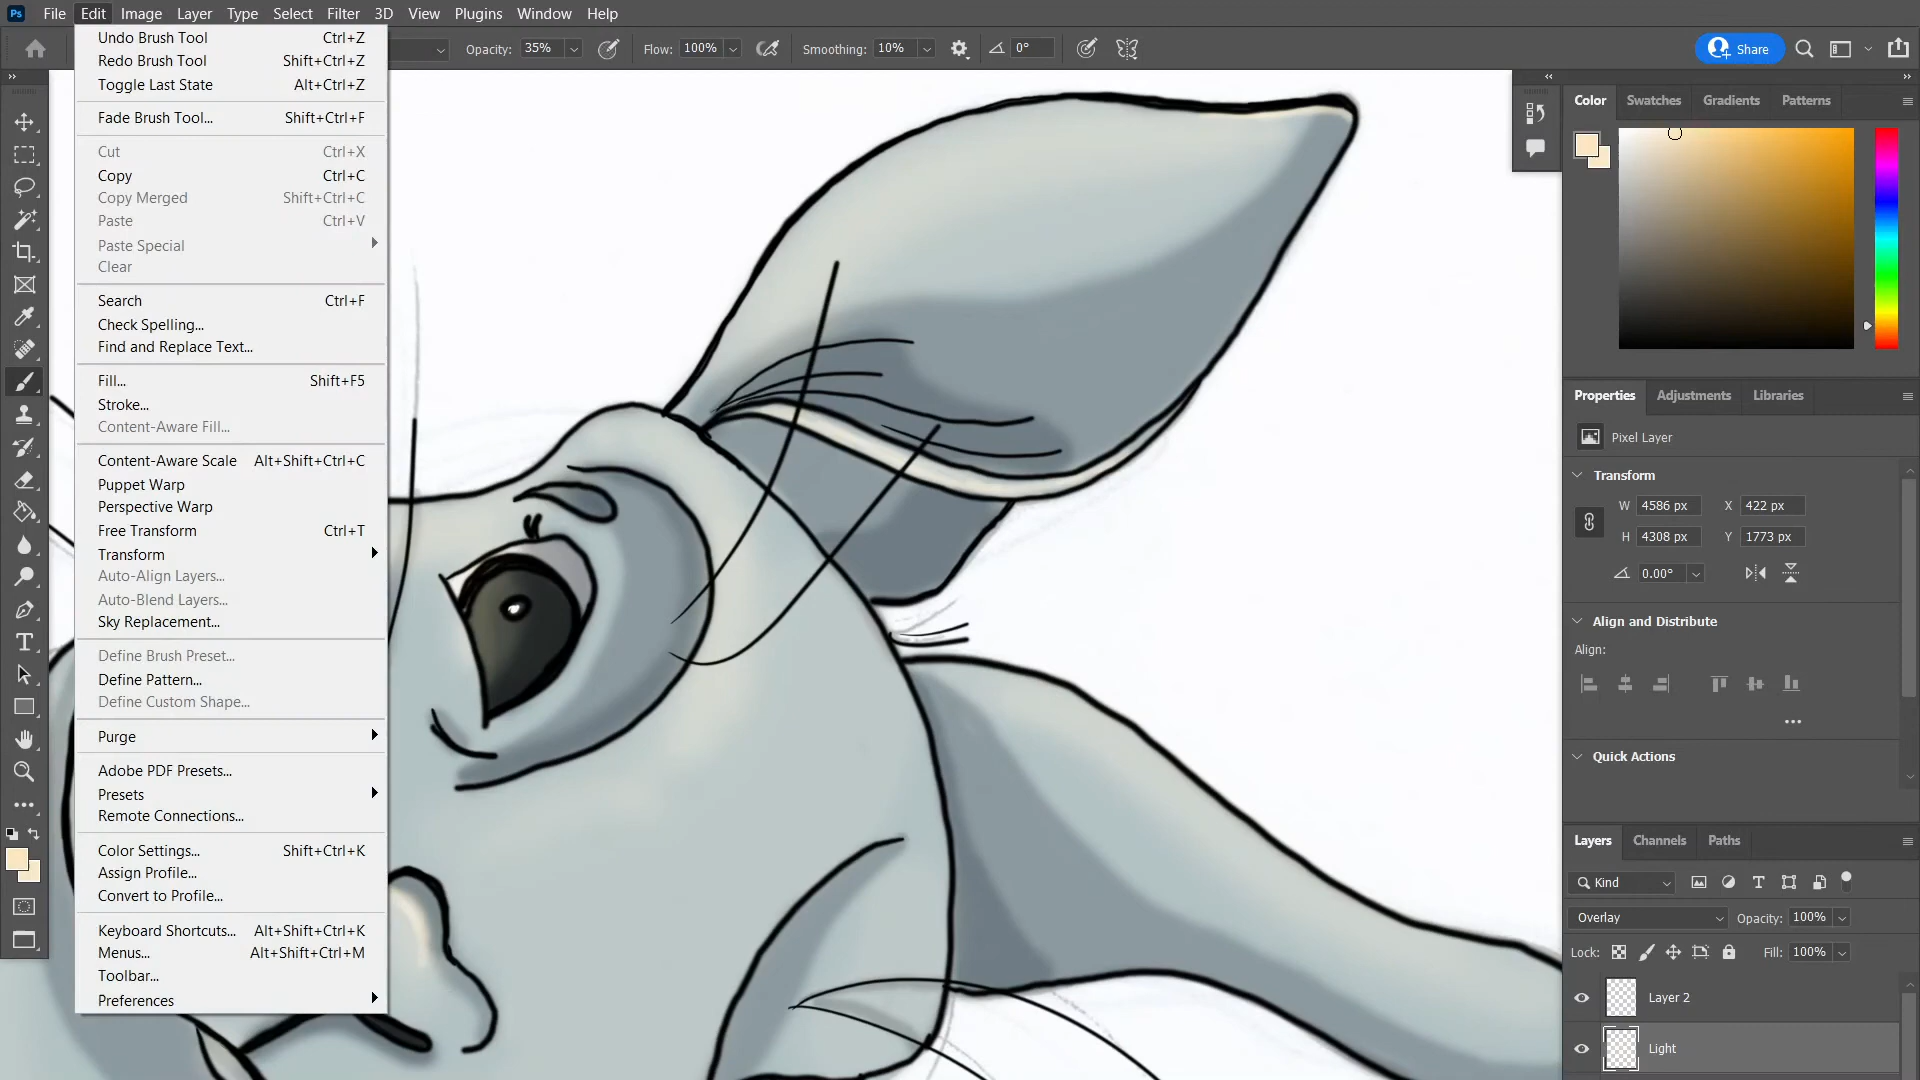 Ps File Edit Image Layer Type Select Filter 3D View Plugins Window Help
Opacity: 35% Flow: 100% Smoothing: 10% 0° Share
Undo Brush Tool Ctrl+Z
Redo Brush Tool Shift+Ctrl+Z
Toggle Last State Alt+Ctrl+Z
Fade Brush Tool... Shift+Ctrl+F
Cut Ctrl+X
Copy Ctrl+C
Copy Merged Shift+Ctrl+C
Paste Ctrl+V
Paste Special
Clear
Search Ctrl+F
Check Spelling...
Find and Replace Text...
Fill... Shift+F5
Stroke...
Content-Aware Fill...
Content-Aware Scale Alt+Shift+Ctrl+C
Puppet Warp
Perspective Warp
Free Transform Ctrl+T
Transform
Auto-Align Layers...
Auto-Blend Layers...
Sky Replacement...
Define Brush Preset...
Define Pattern...
Define Custom Shape...
Purge
Adobe PDF Presets...
Presets
Remote Connections...
Color Settings... Shift+Ctrl+K
Assign Profile...
Convert to Profile...
Keyboard Shortcuts... Alt+Shift+Ctrl+K
Menus... Alt+Shift+Ctrl+M
Toolbar...
Preferences
Color Swatches Gradients Patterns
Properties Adjustments Libraries
Pixel Layer
Transform
W 4586 px X 422 px
H 4308 px Y 1773 px
0.00°
Align and Distribute
Align:
Quick Actions
Layers Channels Paths
Kind
Overlay Opacity: 100%
Lock: Fill: 100%
Layer 2
Light